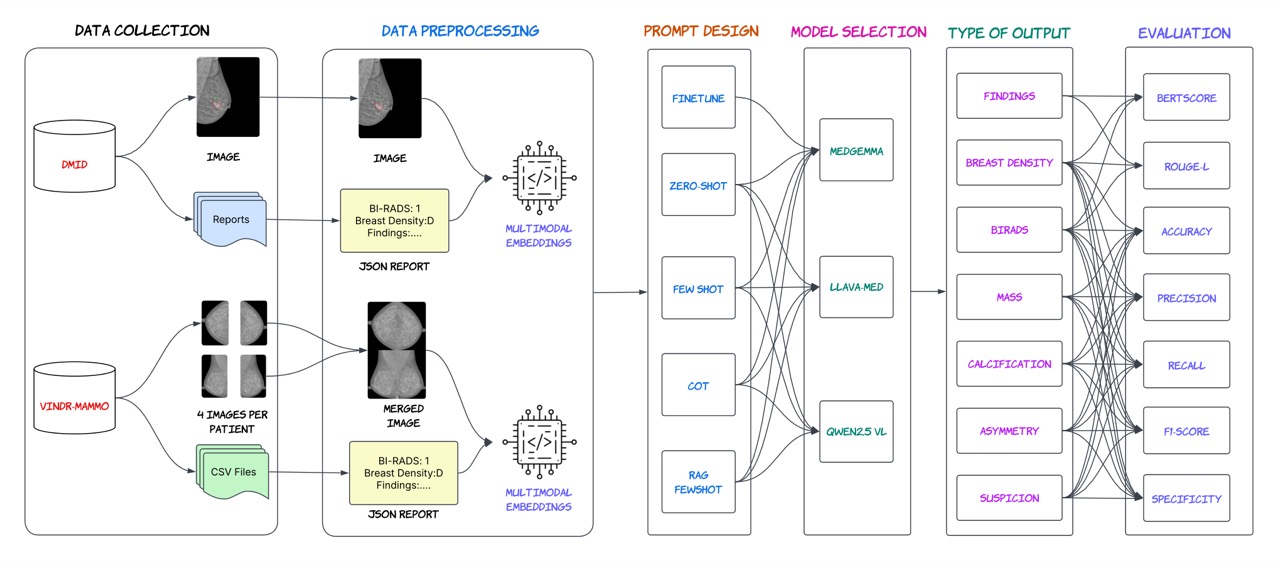 DATA COLLECTION
DATA PREPROCESSING
PROMPT DESIGN
MODEL SELECTION
TYPE OF OUTPUT
EVALUATION
DMID
IMAGE
Reports
VINDR-MAMMO
4 IMAGES PER
PATIENT
CSV Files
IMAGE
BI-RADS: 1
Breast Density:D
Findings:....
JSON REPORT
MULTIMODAL
EMBEDDINGS
MERGED
IMAGE
BI-RADS: 1
Breast Density:D
Findings:....
JSON REPORT
MULTIMODAL
EMBEDDINGS
FINETUNE
ZERO-SHOT
FEW SHOT
COT
RAG
FEWSHOT
MEDGEMMA
LLAVA-MED
QWEN2.5 VL
FINDINGS
BREAST DENSITY
BIRADS
MASS
CALCIFICATION
ASYMMETRY
SUSPICION
BERTSCORE
ROUGE-L
ACCURACY
PRECISION
RECALL
F1-SCORE
SPECIFICITY